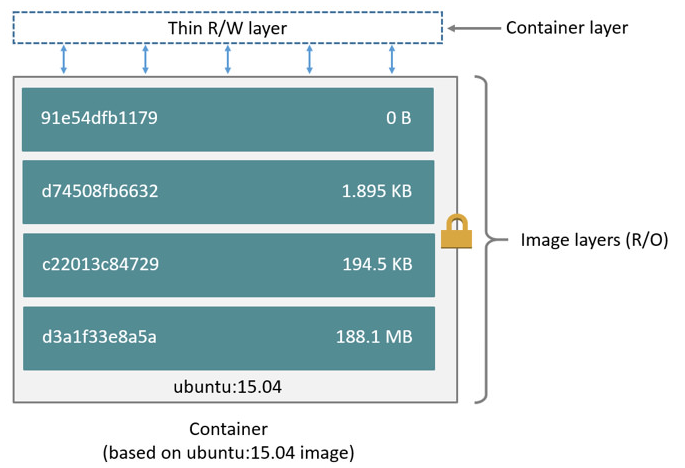 Thin R/W layer
Container layer
91e54dfb1179 0 B
d74508fb6632 1.895 KB
c22013c84729 194.5 KB
Image layers (R/O)
d3a1f33e8a5a 188.1 MB
ubuntu:15.04
Container
(based on ubuntu:15.04 image)